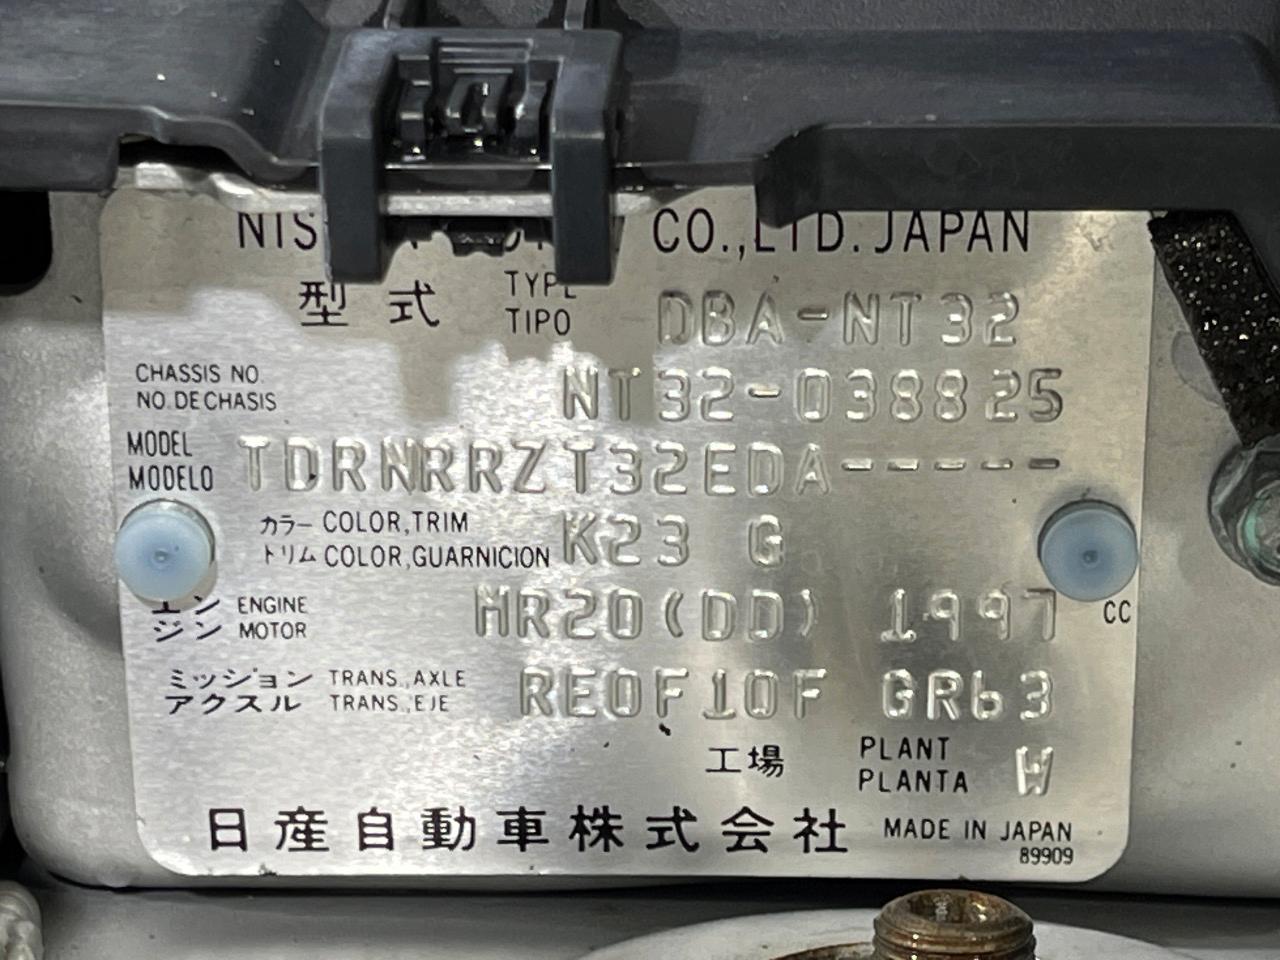 NIS CO.,LTD. JAPAN
型式 TYPE TIPO DBA-NT32
CHASSIS NO. NO. DE CHASIS NT32-038825
MODEL MODELO TDRNRRZT32EDA-----
カラー COLOR,TRIM
トリム COLOR,GUARNICION K23 G
エンジン ENGINE MOTOR MR20(DD) 1997 CC
ミッション TRANS.,AXLE
アクスル TRANS.,EJE RE0F10F GR63
工場 PLANT PLANTA W
日産自動車株式会社 MADE IN JAPAN
89909